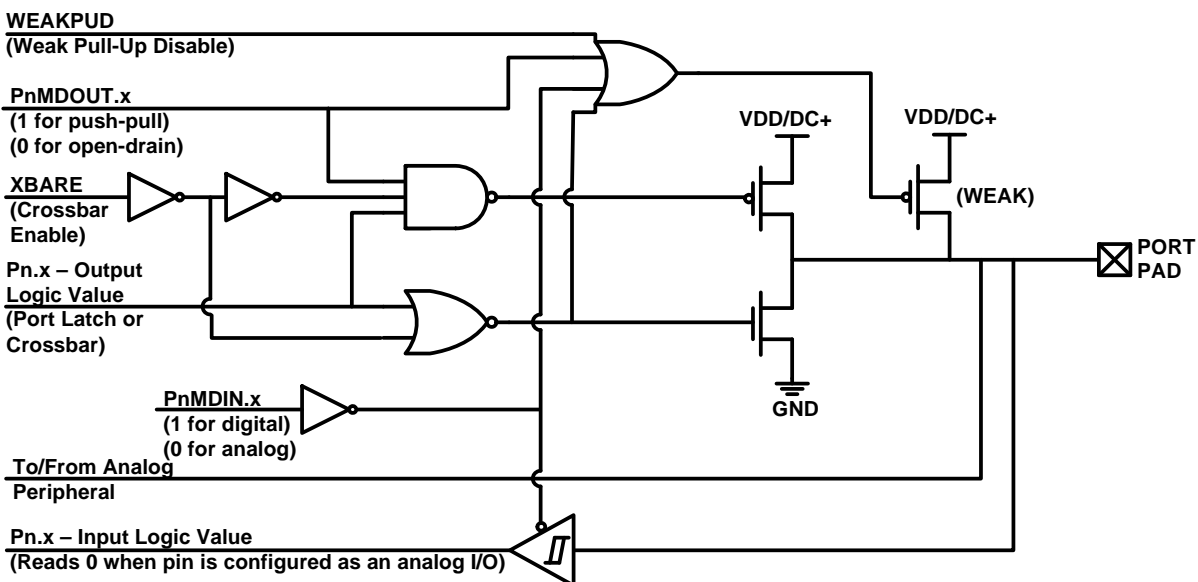 WEAKPUD
(Weak Pull-Up Disable)
PnMDOUT.x
(1 for push-pull)
(0 for open-drain)
XBARE
(Crossbar
Enable)
Pn.x – Output
Logic Value
(Port Latch or
Crossbar)
PnMDIN.x
(1 for digital)
(0 for analog)
To/From Analog
Peripheral
Pn.x – Input Logic Value
(Reads 0 when pin is configured as an analog I/O)
VDD/DC+
VDD/DC+
(WEAK)
PORT
PAD
GND